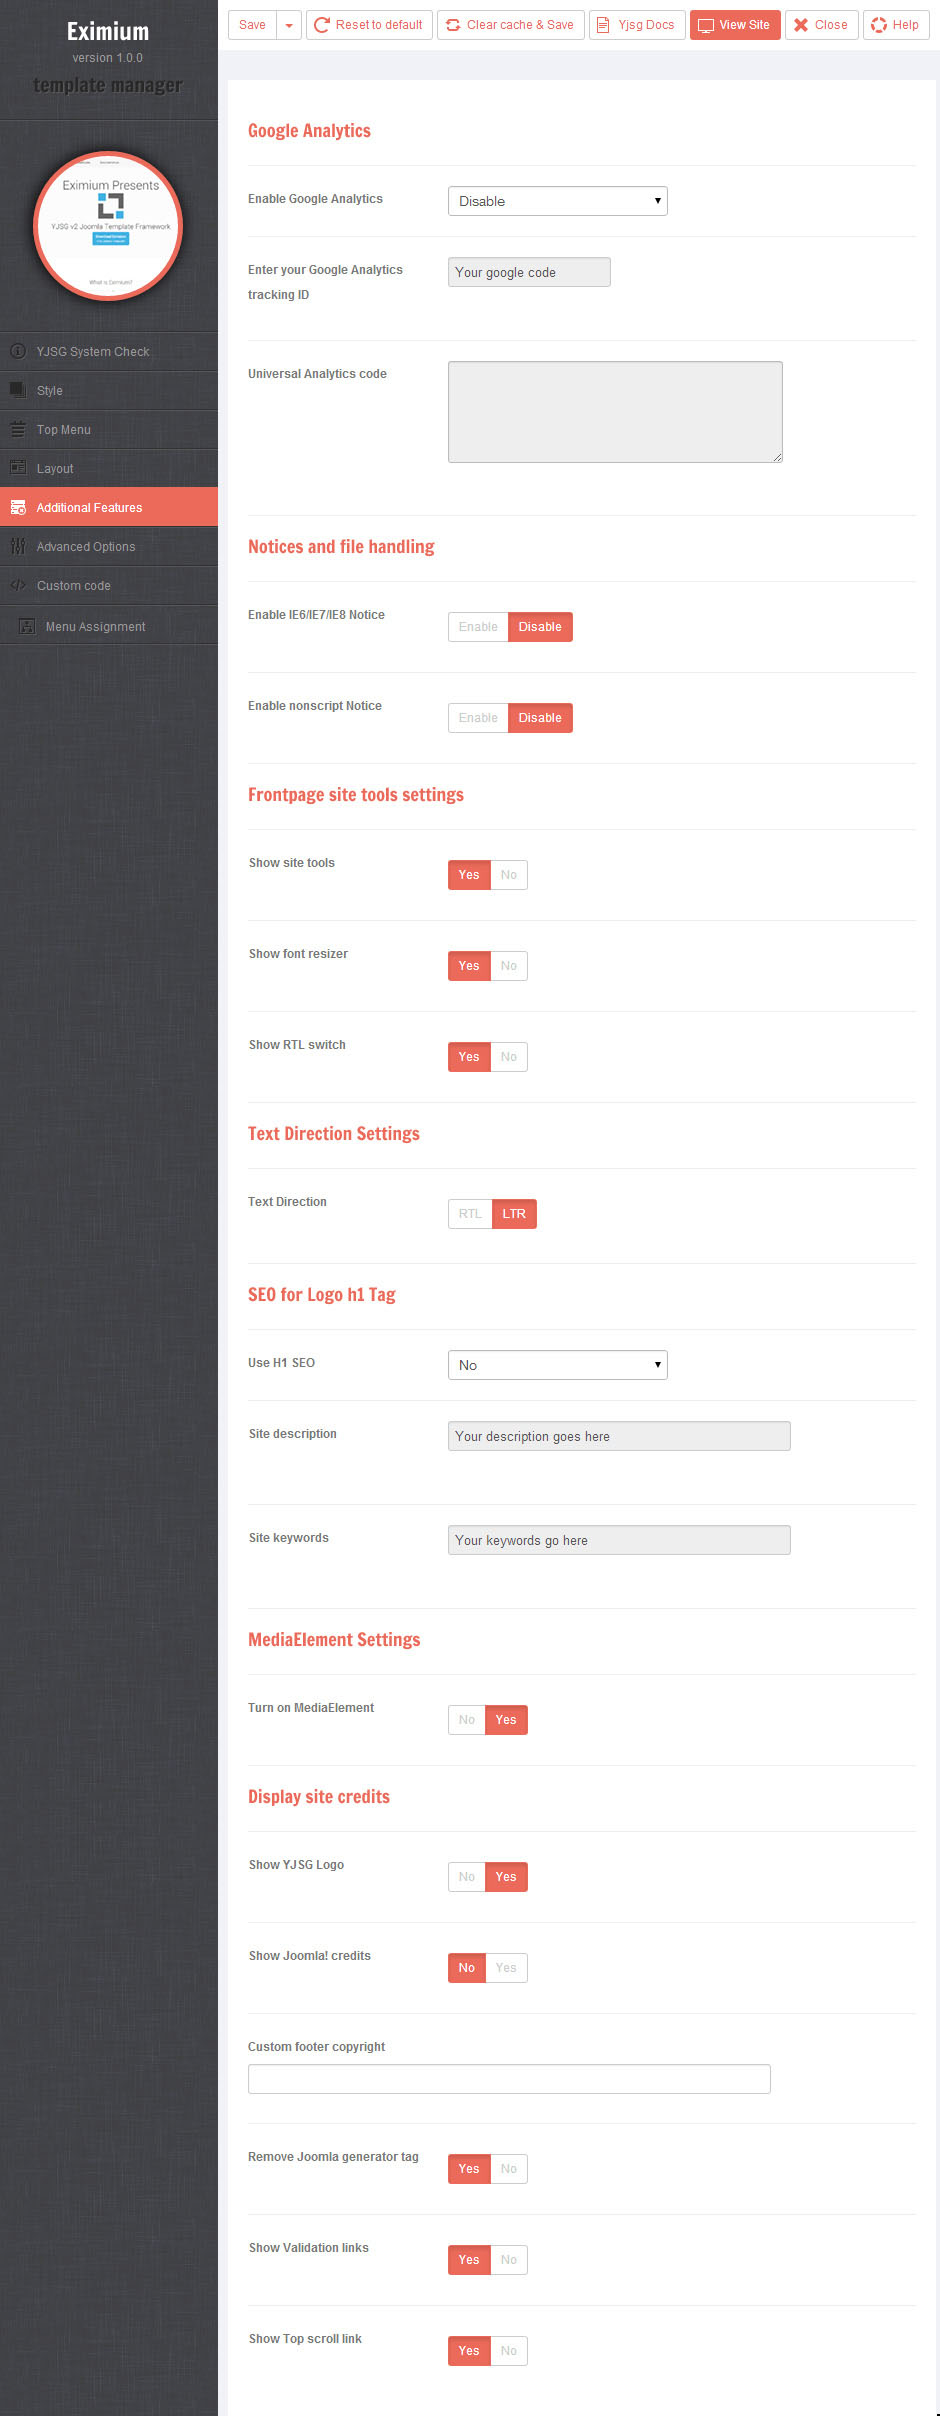 Eximium
version 1.0.0
template manager
Eximium Presents
YJSG v2 Joomla Template Framework
What is Eximium?
YJSG System Check
Style
Top Menu
Layout
Additional Features
Advanced Options
Custom code
Menu Assignment
Save Reset to default Clear cache & Save Yjsg Docs View Site Close Help
Google Analytics
Enable Google Analytics Disable
Enter your Google Analytics Your google code
tracking ID
Universal Analytics code
Notices and file handling
Enable IE6/IE7/IE8 Notice Enable Disable
Enable nonscript Notice Enable Disable
Frontpage site tools settings
Show site tools Yes No
Show font resizer Yes No
Show RTL switch Yes No
Text Direction Settings
Text Direction RTL LTR
SEO for Logo h1 Tag
Use H1 SEO No
Site description Your description goes here
Site keywords Your keywords go here
MediaElement Settings
Turn on MediaElement No Yes
Display site credits
Show YJSG Logo No Yes
Show Joomla! credits No Yes
Custom footer copyright
Remove Joomla generator tag Yes No
Show Validation links Yes No
Show Top scroll link Yes No